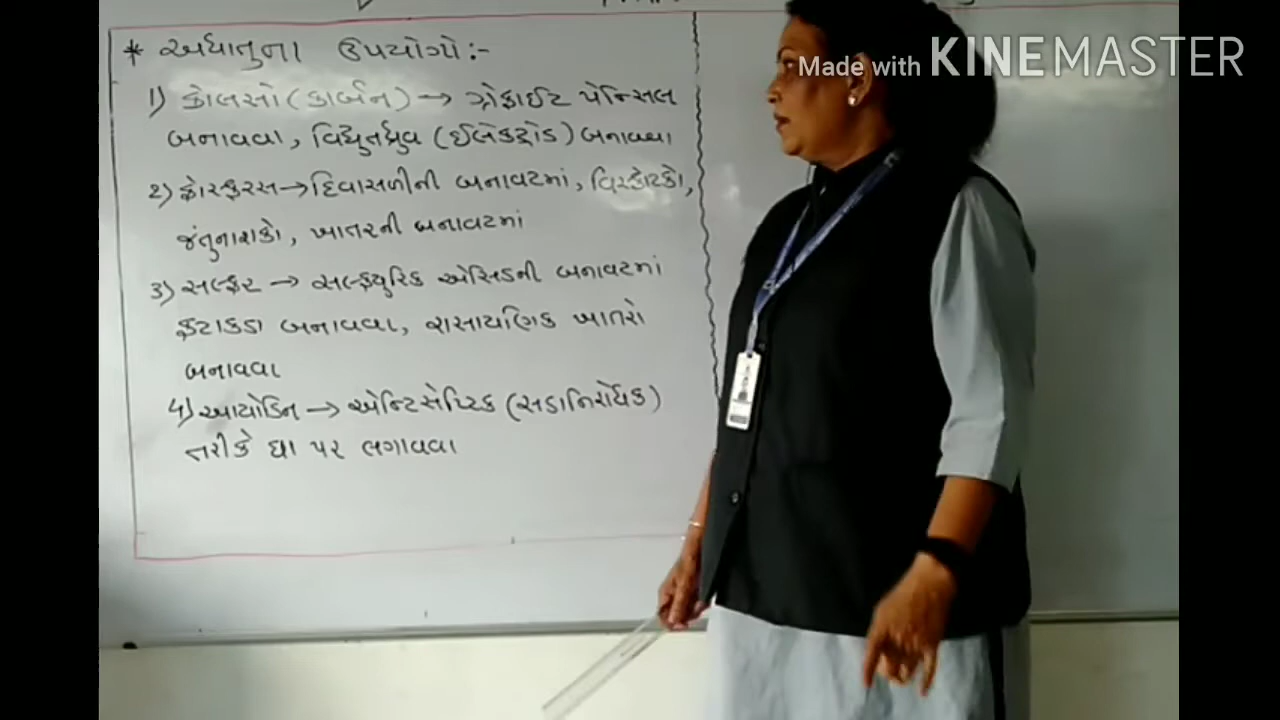 * અધાતુના ઉપયોગો :-
Made with KINEMASTER
1) કોલસો (કાર્બન) → ગ્રેફાઈટ પેન્સિલ
બનાવવા, વિદ્યુતધ્રુવ (ઈલેકટ્રોડ) બનાવવા
2) ફોસ્ફરસ → દિવાસળીની બનાવટમાં, વિસ્ફોટકો,
જંતુનાશકો, ખાતરની બનાવટમાં
3) સલ્ફર → સલ્ફ્યુરિક એસિડની બનાવટમાં
ફટાકડા બનાવવા, રાસાયણિક ખાતરો
બનાવવા
4) આયોડિન → એન્ટિસેપ્ટિક (સડાનિરોધક)
તરીકે ઘા પર લગાવવા